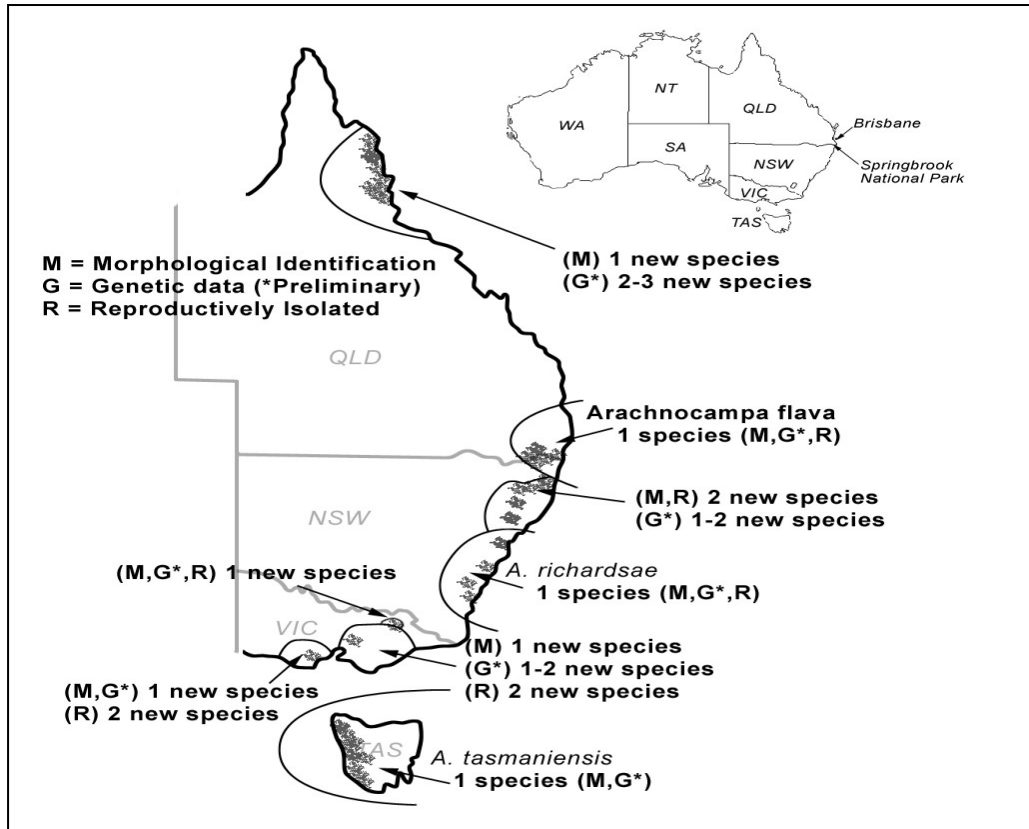 WA
NT
SA
QLD
NSW
VIC
TAS
Brisbane
Springbrook
National Park
M = Morphological Identification
G = Genetic data (*Preliminary)
R = Reproductively Isolated
(M) 1 new species
(G*) 2-3 new species
QLD
Arachnocampa flava
1 species (M,G*,R)
(M,R) 2 new species
(G*) 1-2 new species
NSW
(M,G*,R) 1 new species
A. richardsae
1 species (M,G*,R)
VIC
(M) 1 new species
(G*) 1-2 new species
(R) 2 new species
(M,G*) 1 new species
(R) 2 new species
TAS
A. tasmaniensis
1 species (M,G*)